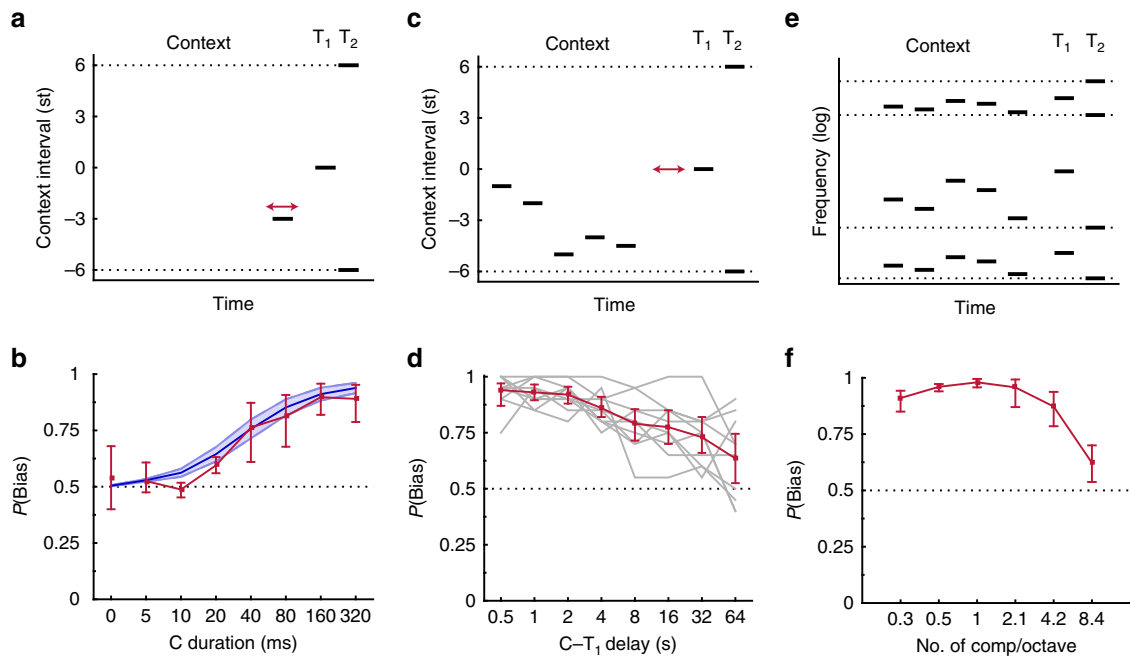 a
Context
T1 T2
Context interval (st)
6
3
0
–3
–6
Time
c
Context
T1 T2
Context interval (st)
6
3
0
–3
–6
Time
e
Context
T1 T2
Frequency (log)
Time
b
P(Bias)
1
0.75
0.5
0.25
0
0 5 10 20 40 80 160 320
C duration (ms)
d
P(Bias)
1
0.75
0.5
0.25
0
0.5 1 2 4 8 16 32 64
C–T1 delay (s)
f
P(Bias)
1
0.75
0.5
0.25
0
0.3 0.5 1 2.1 4.2 8.4
No. of comp/octave